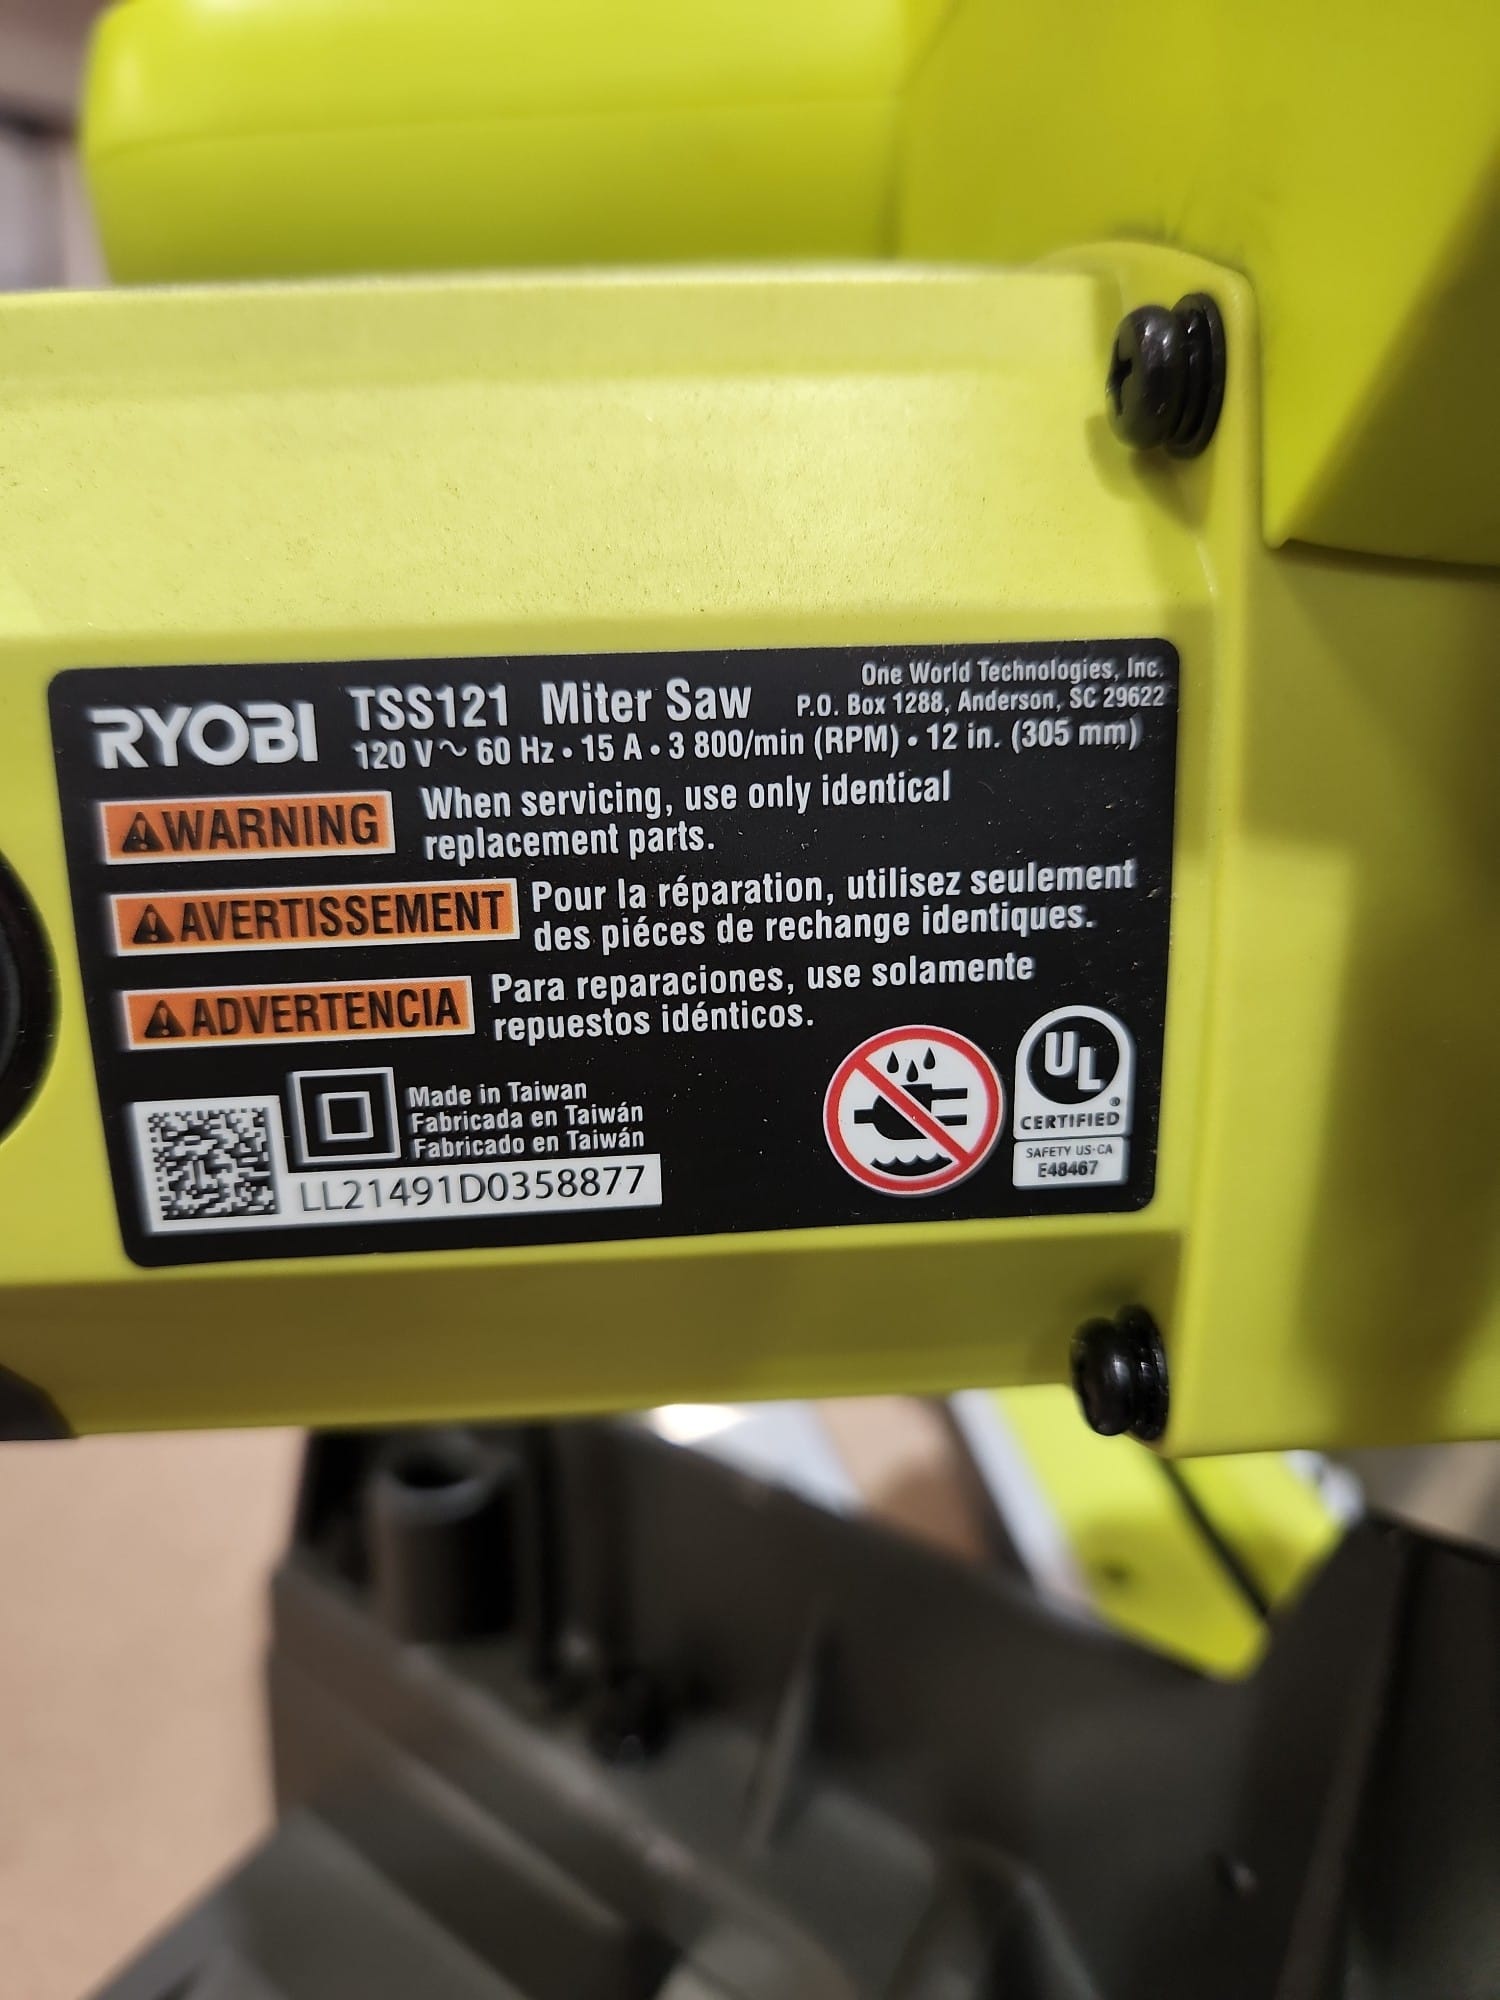 RYOBI TSS121 Miter Saw
One World Technologies, Inc.
P.O. Box 1288, Anderson, SC 29622
120 V ~ 60 Hz • 15 A • 3 800/min (RPM) • 12 in. (305 mm)
⚠WARNING When servicing, use only identical
replacement parts.
⚠AVERTISSEMENT Pour la réparation, utilisez seulement
des piéces de rechange identiques.
⚠ADVERTENCIA Para reparaciones, use solamente
repuestos idénticos.
Made in Taiwan
Fabricada en Taiwán
Fabricado en Taiwán
LL21491D0358877
UL ®
CERTIFIED
SAFETY US-CA
E48467